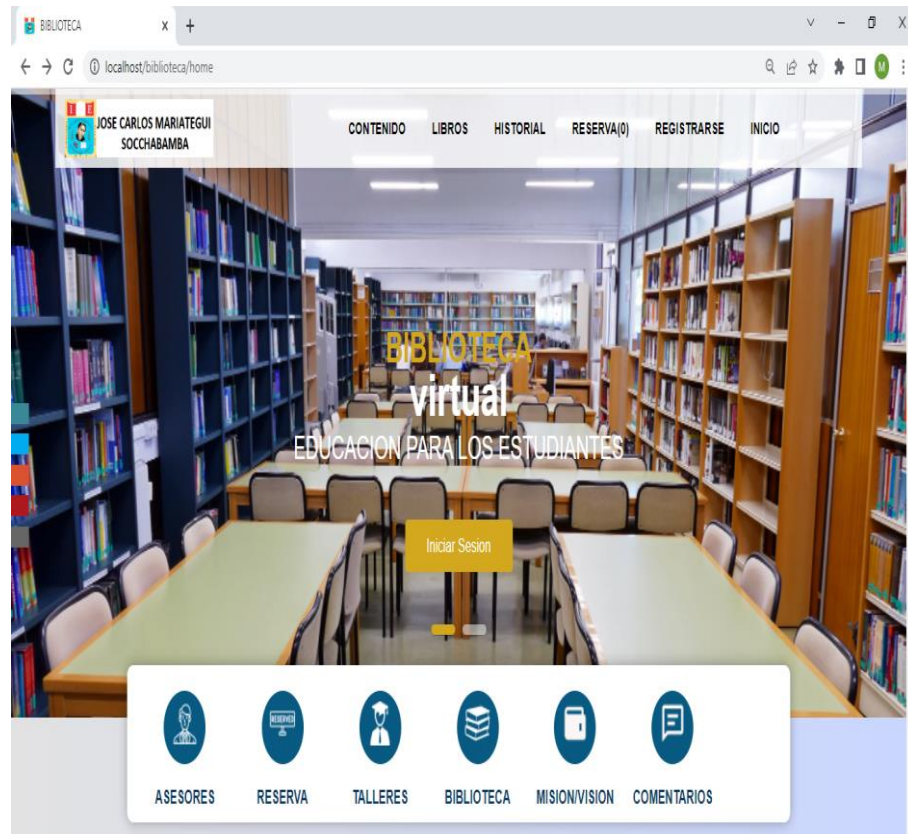 BIBLIOTECA
localhost/biblioteca/home
M
I E
JOSE CARLOS MARIATEGUI
SOCCHABAMBA
CONTENIDO LIBROS HISTORIAL RESERVA(0) REGISTRARSE INICIO
BIBLIOTECA
virtual
EDUCACION PARA LOS ESTUDIANTES
Iniciar Sesion
RESERVED
ASESORES RESERVA TALLERES BIBLIOTECA MISION/VISION COMENTARIOS